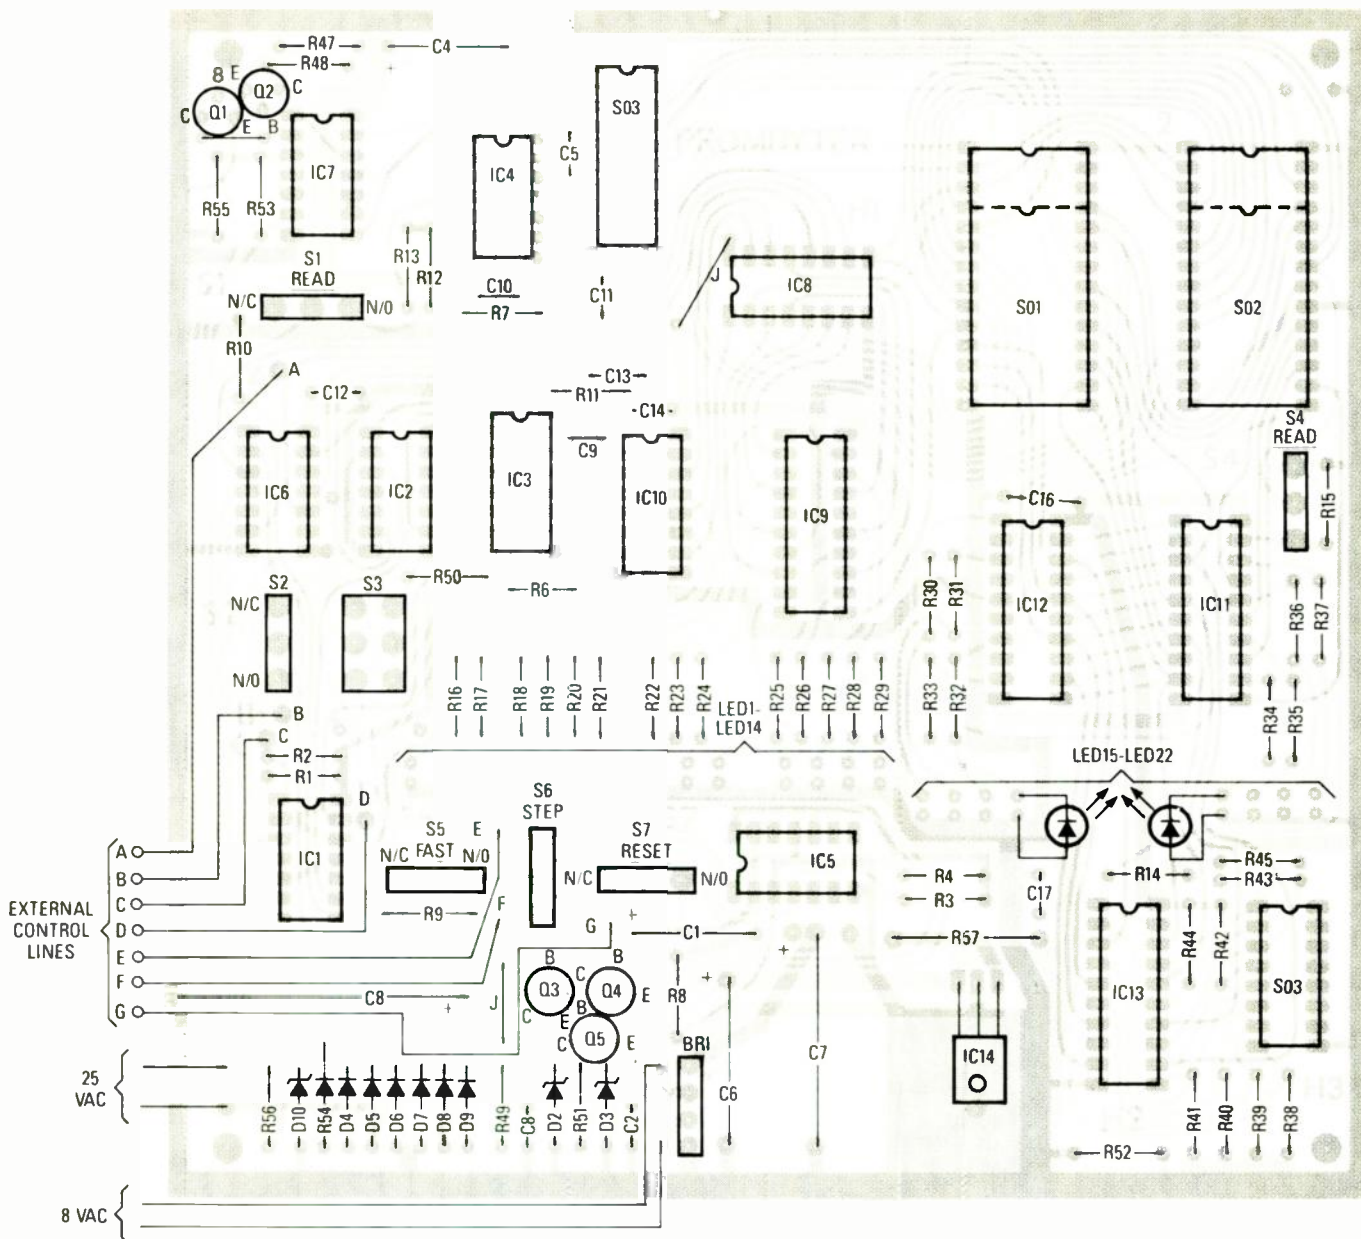 R47
C4
R48
8 E
Q2
C
C
Q1
E
B
S03
IC7
IC4
C5
R55
R53
S1
READ
R13
R12
N/C
N/O
C10
R7
C11
J
IC8
S01
S02
R10
A
C12
C13
R11
C14
C9
S4
READ
IC6
IC2
IC3
IC10
IC9
C16
R15
S2
S3
R50
R6
N/C
N/O
R30
R31
IC12
IC11
R36
R37
R16
R17
R18
R19
R20
R21
R22
R23
R24
R25
R26
R27
R28
R29
R33
R32
R34
R35
B
C
LED1-
LED14
R2
R1
LED15-LED22
D
S6
STEP
E
S5
FAST
N/C
N/O
S7
RESET
N/C
N/O
IC1
IC5
R4
R3
C17
R14
R45
R43
A
B
C
D
E
F
G
EXTERNAL
CONTROL
LINES
R9
F
G
+
C1
+
R57
R44
R42
C8
+
J
B
Q3
C
C
B
Q4
E
B
E
Q5
C
E
R8
+
C6
C7
IC13
S03
BR1
IC14
25
VAC
R56
D10
R54
D4
D5
D6
D7
D8
D9
R49
C8
D2
R51
D3
C2
R41
R40
R39
R38
R52
8 VAC